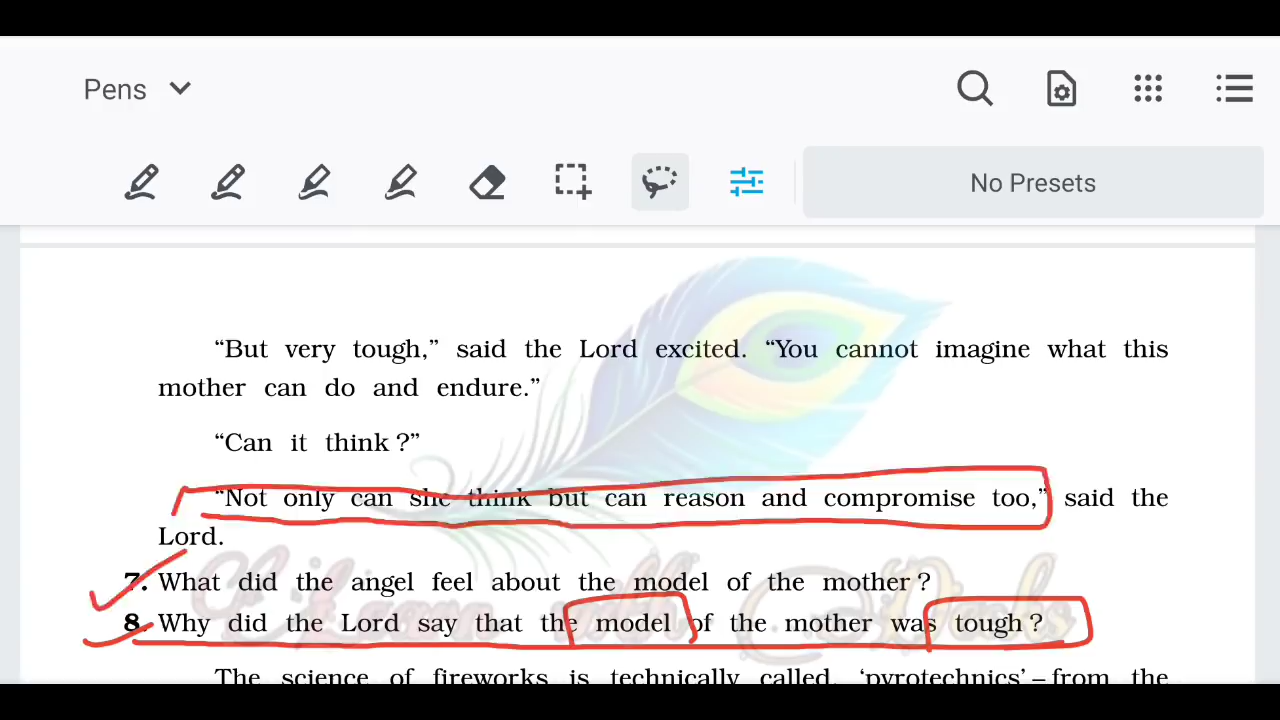 Pens
No Presets
“But very tough,” said the Lord excited. “You cannot imagine what this
mother can do and endure.”
“Can it think ?”
“Not only can she think but can reason and compromise too,” said the
Lord.
7. What did the angel feel about the model of the mother ?
8. Why did the Lord say that the model of the mother was tough ?
The science of fireworks is technically called, ‘pyrotechnics’ – from the